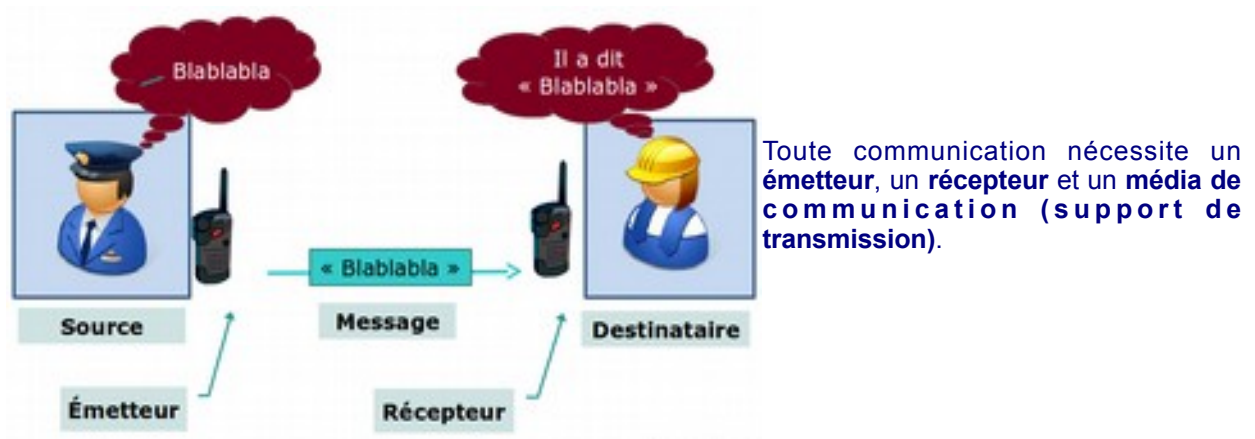 Blablabla
Il a dit
« Blablabla »
« Blablabla »
Source
Message
Destinataire
Émetteur
Récepteur
Toute communication nécessite un
émetteur, un récepteur et un média de
communication (support de
transmission).